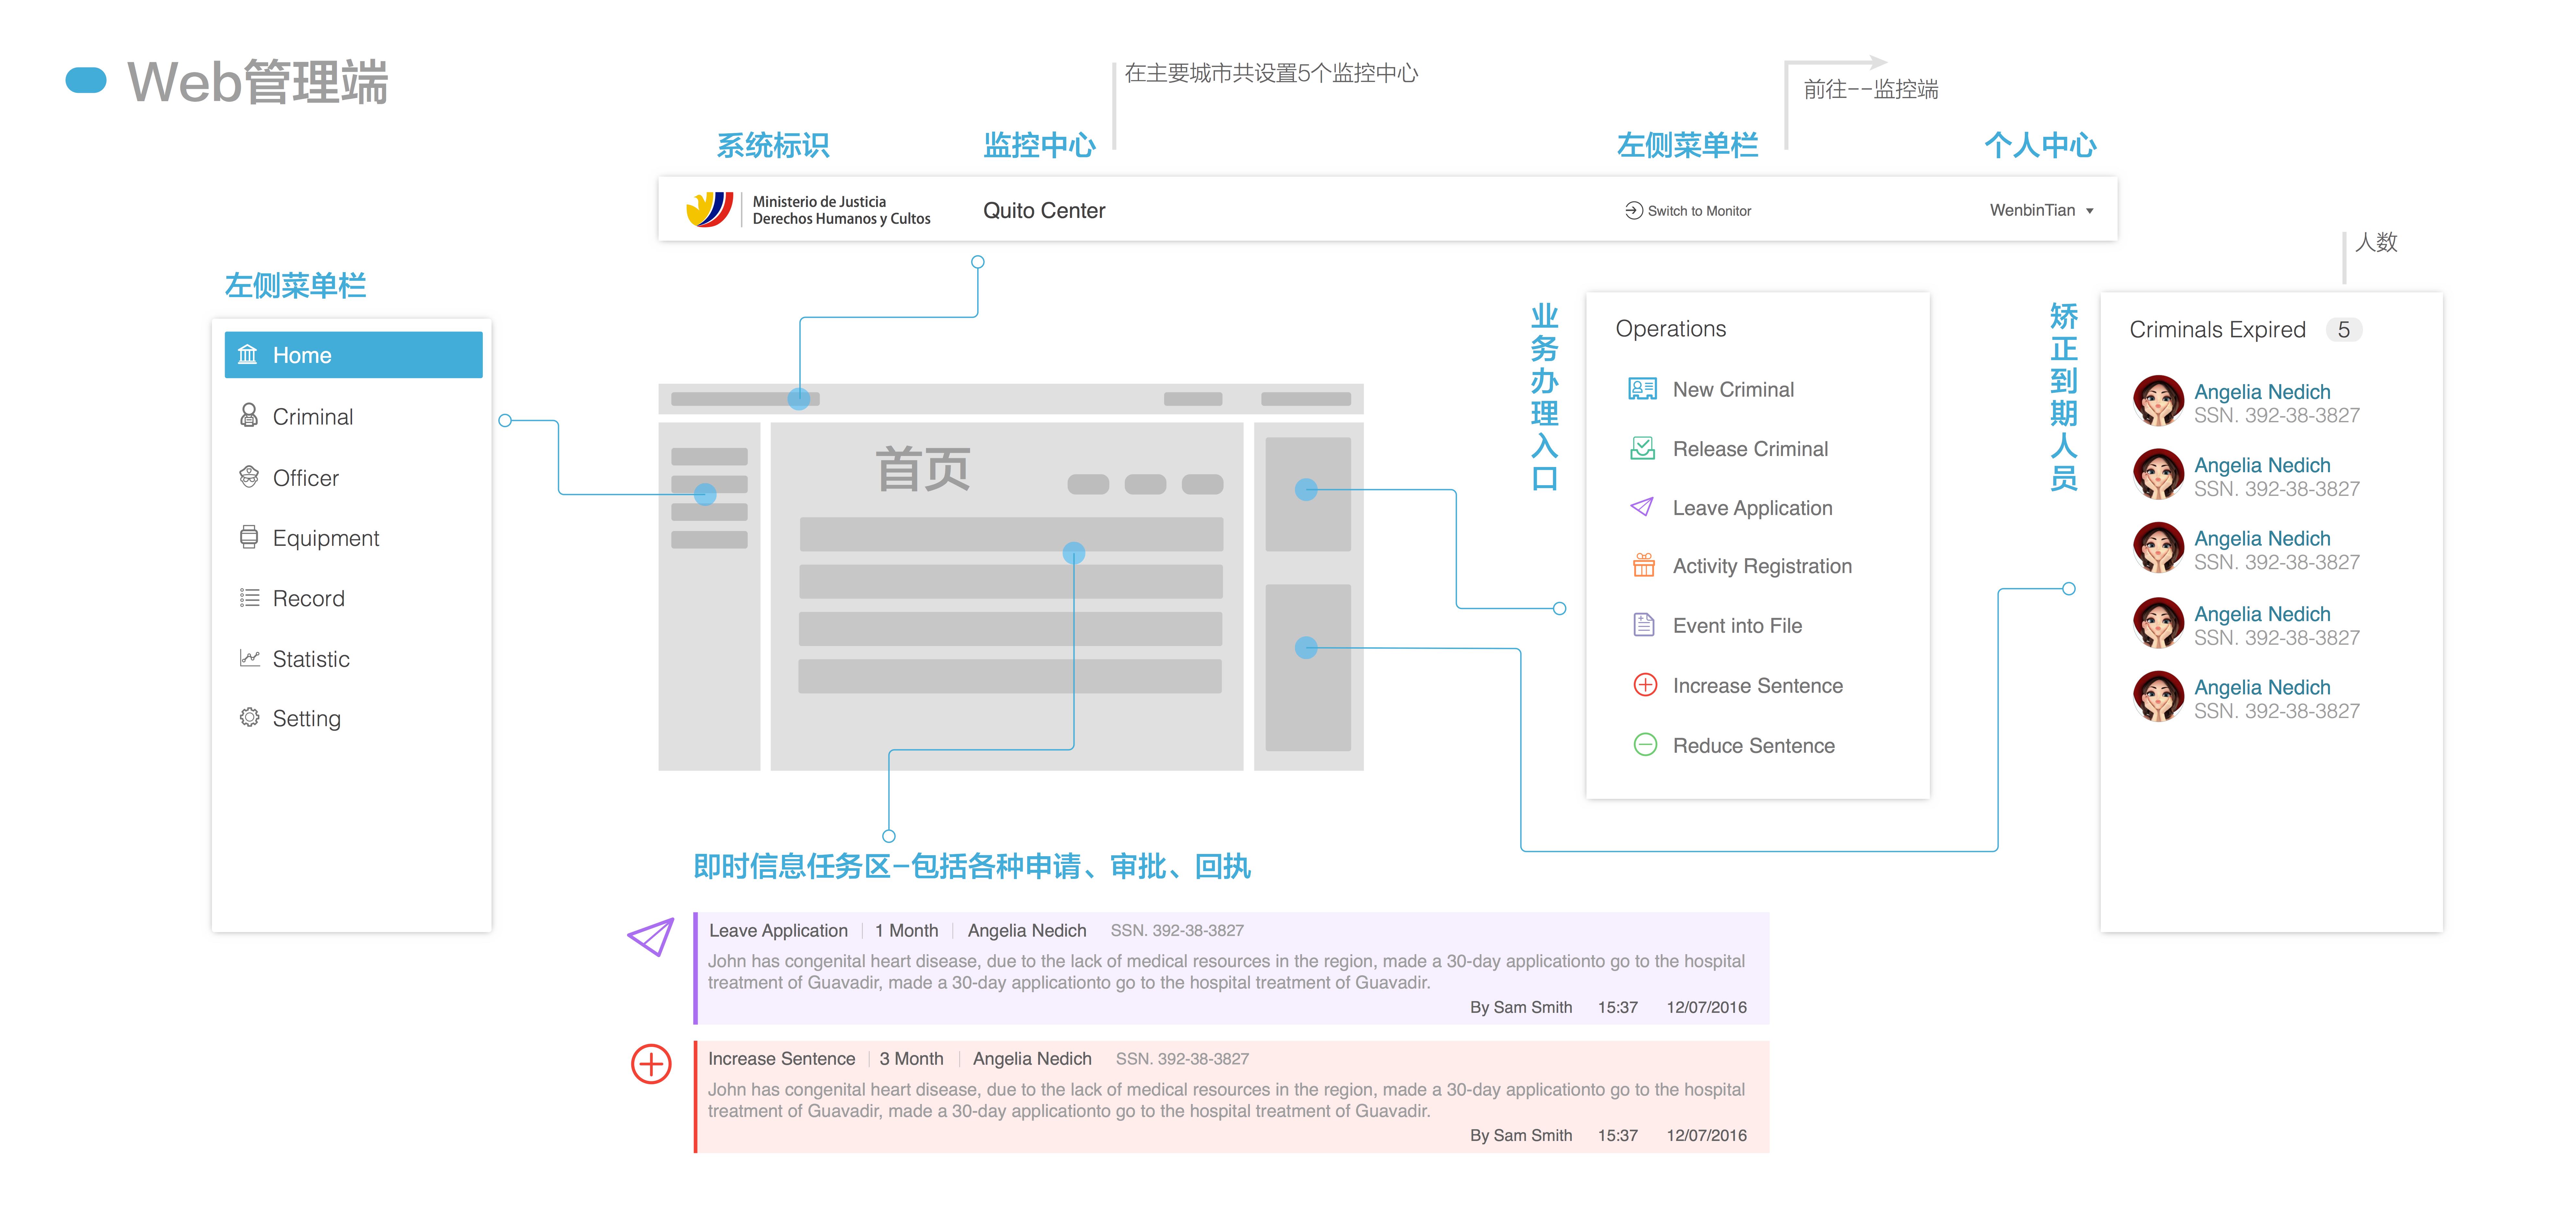 Web管理端
在主要城市共设置5个监控中心
前往--监控端
系统标识
监控中心
左侧菜单栏
个人中心
Ministerio de Justicia
Derechos Humanos y Cultos
Quito Center
Switch to Monitor
WenbinTian
人数
左侧菜单栏
Home
Criminal
Officer
Equipment
Record
Statistic
Setting
首页
业务办理入口
Operations
New Criminal
Release Criminal
Leave Application
Activity Registration
Event into File
Increase Sentence
Reduce Sentence
矫正到期人员
Criminals Expired 5
Angelia Nedich
SSN. 392-38-3827
Angelia Nedich
SSN. 392-38-3827
Angelia Nedich
SSN. 392-38-3827
Angelia Nedich
SSN. 392-38-3827
Angelia Nedich
SSN. 392-38-3827
即时信息任务区-包括各种申请、审批、回执
Leave Application 1 Month Angelia Nedich SSN. 392-38-3827
John has congenital heart disease, due to the lack of medical resources in the region, made a 30-day applicationto go to the hospital
treatment of Guavadir, made a 30-day applicationto go to the hospital treatment of Guavadir.
By Sam Smith 15:37 12/07/2016
Increase Sentence 3 Month Angelia Nedich SSN. 392-38-3827
John has congenital heart disease, due to the lack of medical resources in the region, made a 30-day applicationto go to the hospital
treatment of Guavadir, made a 30-day applicationto go to the hospital treatment of Guavadir.
By Sam Smith 15:37 12/07/2016